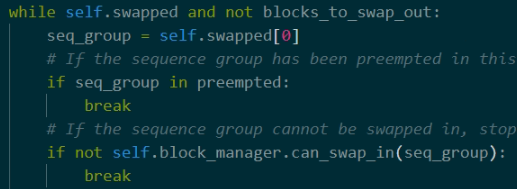 while self.swapped and not blocks_to_swap_out:
    seq_group = self.swapped[0]
    # If the sequence group has been preempted in this
    if seq_group in preempted:
        break
    # If the sequence group cannot be swapped in, stop
    if not self.block_manager.can_swap_in(seq_group):
        break